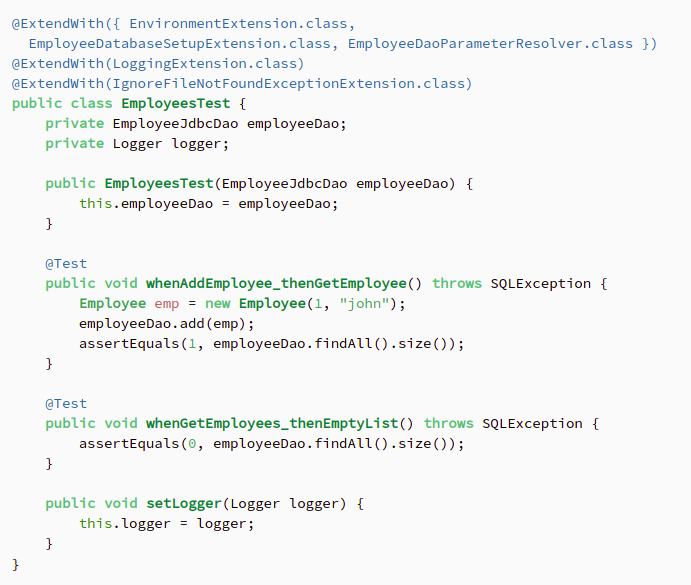 @ExtendWith({ EnvironmentExtension.class,
  EmployeeDatabaseSetupExtension.class, EmployeeDaoParameterResolver.class })
@ExtendWith(LoggingExtension.class)
@ExtendWith(IgnoreFileNotFoundExceptionExtension.class)
public class EmployeesTest {
    private EmployeeJdbcDao employeeDao;
    private Logger logger;

    public EmployeesTest(EmployeeJdbcDao employeeDao) {
        this.employeeDao = employeeDao;
    }

    @Test
    public void whenAddEmployee_thenGetEmployee() throws SQLException {
        Employee emp = new Employee(1, "john");
        employeeDao.add(emp);
        assertEquals(1, employeeDao.findAll().size());
    }

    @Test
    public void whenGetEmployees_thenEmptyList() throws SQLException {
        assertEquals(0, employeeDao.findAll().size());
    }

    public void setLogger(Logger logger) {
        this.logger = logger;
    }
}